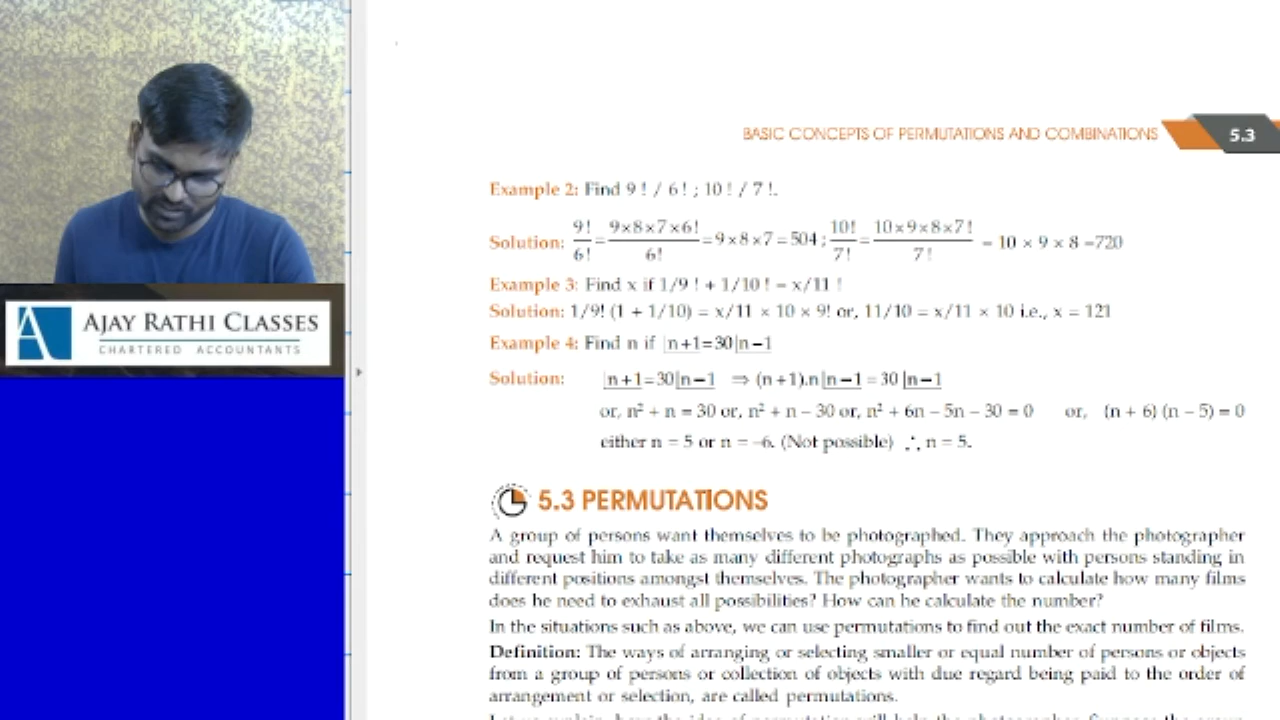 AJAY RATHI CLASSES
CHARTERED ACCOUNTANTS
BASIC CONCEPTS OF PERMUTATIONS AND COMBINATIONS 5.3
Example 2: Find 9 ! / 6 ! ; 10 ! / 7 !.
Solution: 9!/6! = 9×8×7×6!/6! = 9×8×7 = 504 ; 10!/7! = 10×9×8×7!/7! = 10 × 9 × 8 =720
Example 3: Find x if 1/9 ! + 1/10 ! = x/11 !
Solution: 1/9! (1 + 1/10) = x/11 × 10 × 9! or, 11/10 = x/11 × 10 i.e., x = 121
Example 4: Find n if |n+1=30|n−1
Solution: |n+1=30|n−1 ⇒ (n+1).n|n−1 = 30 |n−1
or, n² + n = 30 or, n² + n − 30 or, n² + 6n − 5n − 30 = 0 or, (n + 6) (n − 5) = 0
either n = 5 or n = −6. (Not possible) ∴ n = 5.
5.3 PERMUTATIONS
A group of persons want themselves to be photographed. They approach the photographer
and request him to take as many different photographs as possible with persons standing in
different positions amongst themselves. The photographer wants to calculate how many films
does he need to exhaust all possibilities? How can he calculate the number?
In the situations such as above, we can use permutations to find out the exact number of films.
Definition: The ways of arranging or selecting smaller or equal number of persons or objects
from a group of persons or collection of objects with due regard being paid to the order of
arrangement or selection, are called permutations.